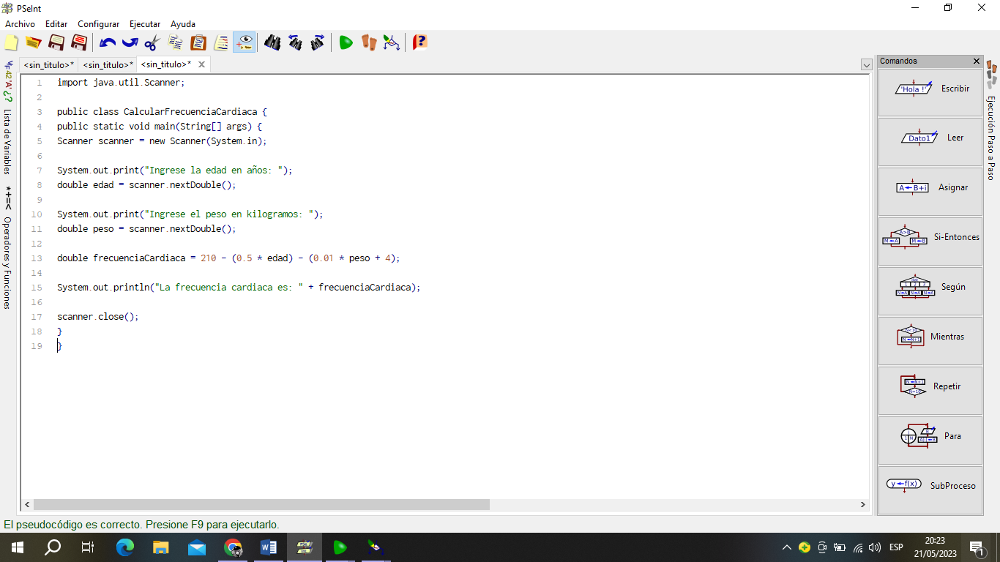 PSeInt
Archivo Editar Configurar Ejecutar Ayuda
<sin_titulo>* <sin_titulo>* <sin_titulo>*
Lista de Variables
Operadores y Funciones
1 import java.util.Scanner;
2
3 public class CalcularFrecuenciaCardiaca {
4 public static void main(String[] args) {
5 Scanner scanner = new Scanner(System.in);
6
7 System.out.print("Ingrese la edad en años: ");
8 double edad = scanner.nextDouble();
9
10 System.out.print("Ingrese el peso en kilogramos: ");
11 double peso = scanner.nextDouble();
12
13 double frecuenciaCardiaca = 210 - (0.5 * edad) - (0.01 * peso + 4);
14
15 System.out.println("La frecuencia cardiaca es: " + frecuenciaCardiaca);
16
17 scanner.close();
18 }
19 }
Comandos
'Hola !' Escribir
Dato1 Leer
A←B+i Asignar
A>B M←A M←B Si-Entonces
1 2 3 N←A N←A N←A Según
Mientras
Repetir
Para
y←f(x) SubProceso
Ejecución Paso a Paso
El pseudocódigo es correcto. Presione F9 para ejecutarlo.
ESP
20:23
21/05/2023
1